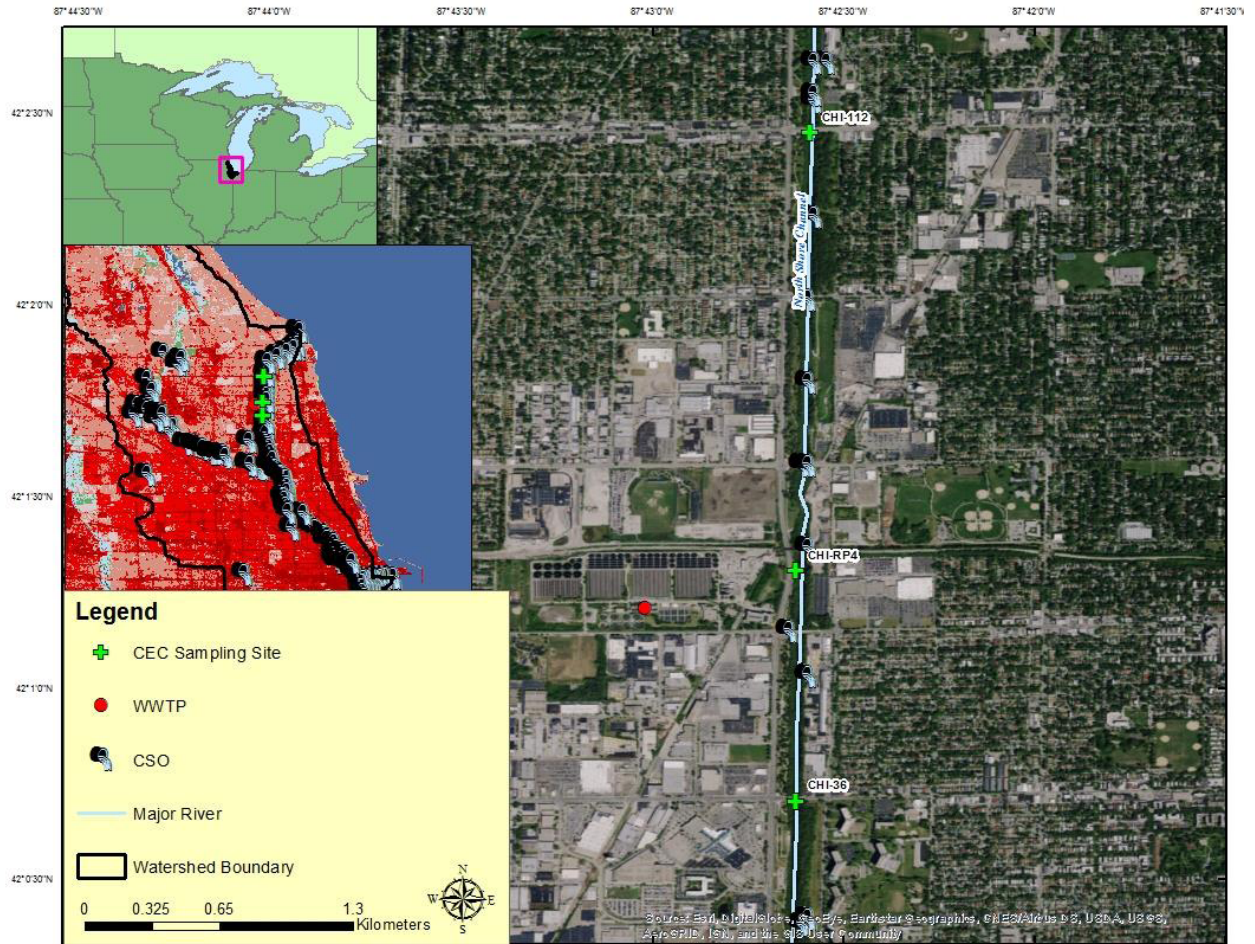 87°44'30"W
87°44'0"W
87°43'30"W
87°43'0"W
87°42'30"W
87°42'0"W
87°41'30"W
42°2'30"N
42°2'0"N
42°1'30"N
42°1'0"N
42°0'30"N
CHI-112
North Shore Channel
CHI-RP4
CHI-36
Legend
CEC Sampling Site
WWTP
CSO
Major River
Watershed Boundary
0 0.325 0.65 1.3
Kilometers
N
W E
S
Source: Esri, DigitalGlobe, GeoEye, Earthstar Geographics, CNES/Airbus DS, USDA, USGS,
AeroGRID, IGN, and the GIS User Community